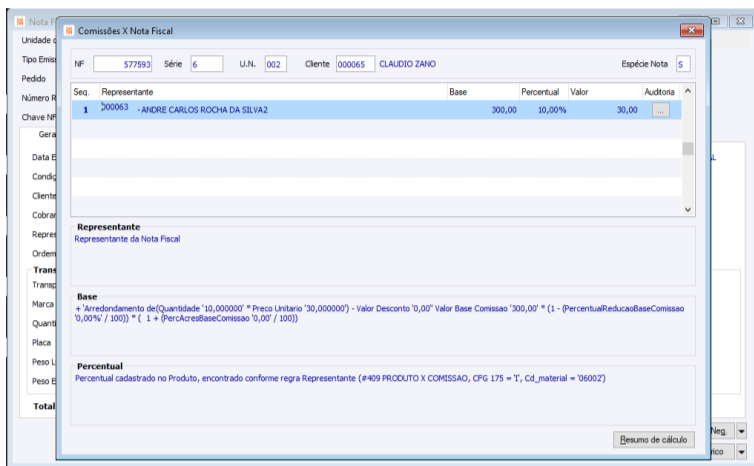 Nota F
Comissões X Nota Fiscal
Unidade d
Tipo Emis
Pedido
Número R
Chave NF
Gera
Data E
Condiç
Cliente
Cobrar
Repres
Ordem
Trans
Transp
Marca
Quanti
Placa
Peso L
Peso E
Total
NF 577593 Série 6 U.N. 002 Cliente 000065 CLAUDIO ZANO Espécie Nota S
Seq. Representante Base Percentual Valor Auditoria
1 000063 - ANDRE CARLOS ROCHA DA SILVA2 300,00 10,00% 30,00 ...
Representante
Representante da Nota Fiscal
Base
+ 'Arredondamento de(Quantidade '10,000000' * Preco Unitario '30,000000') - Valor Desconto '0,00'' Valor Base Comissao '300,00' * (1 - (PercentualReducaoBaseComissao
'0,00%' / 100)) * ( 1 + (PercAcresBaseComissao '0,00' / 100))
Percentual
Percentual cadastrado no Produto, encontrado conforme regra Representante (#409 PRODUTO X COMISSAO, CFG 175 = 'I', Cd_material = '06002')
Resumo de cálculo
Neg.
rico